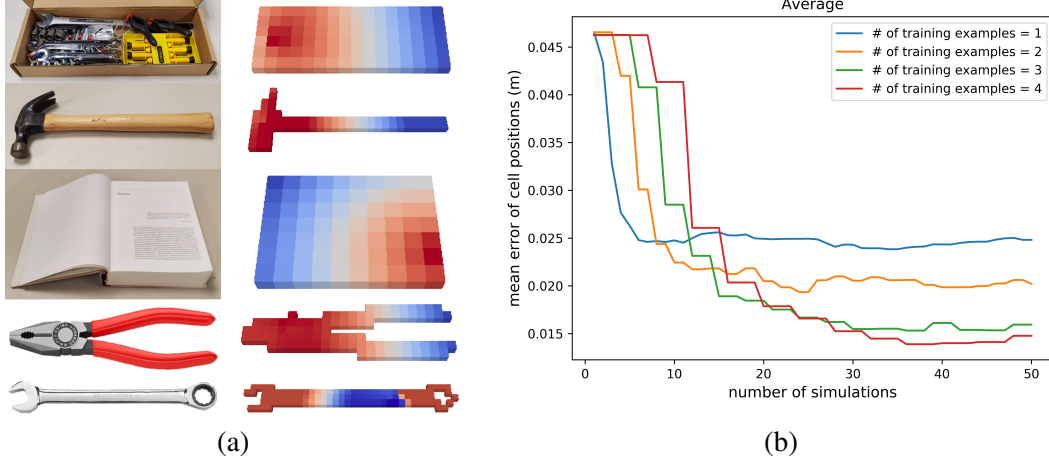 Average
mean error of cell positions (m)
0.045
0.040
0.035
0.030
0.025
0.020
0.015
# of training examples = 1
# of training examples = 2
# of training examples = 3
# of training examples = 4
0
10
20
30
40
50
number of simulations
(a)
(b)